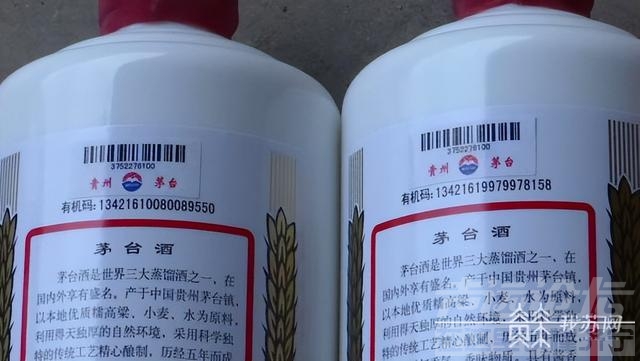 3752276100
贵州 茅台
有机码: 13421610080089550
茅台酒
茅台酒是世界三大蒸馏酒之一，在
国内外享有盛名。产于中国贵州茅台镇，
以本地优质糯高粱、小麦、水为原料，
利用得天独厚的自然环境，采用科学独
特的传统工艺精心酿制，历经五年而成
3752276100
贵州 茅台
有机码: 13421619979978158
茅台酒
茅台酒是世界三大蒸馏酒之一，在
国内外享有盛名。产于中国贵州茅台
以本地优质糯高粱、小麦、水为
利用得天独厚的自然环境，
特的传统工艺精心酿制，
我苏网